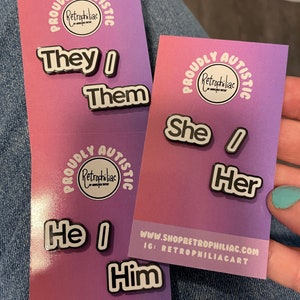 PROUDLY AUTISTIC
Retrophiliac
They /
Them
PROUDLY AUTISTIC
Retrophiliac
He /
Him
PROUDLY AUTISTIC
Retrophiliac
She /
Her
WWW.SHOPRETROPHILIAC.COM
IG: RETROPHILIACART